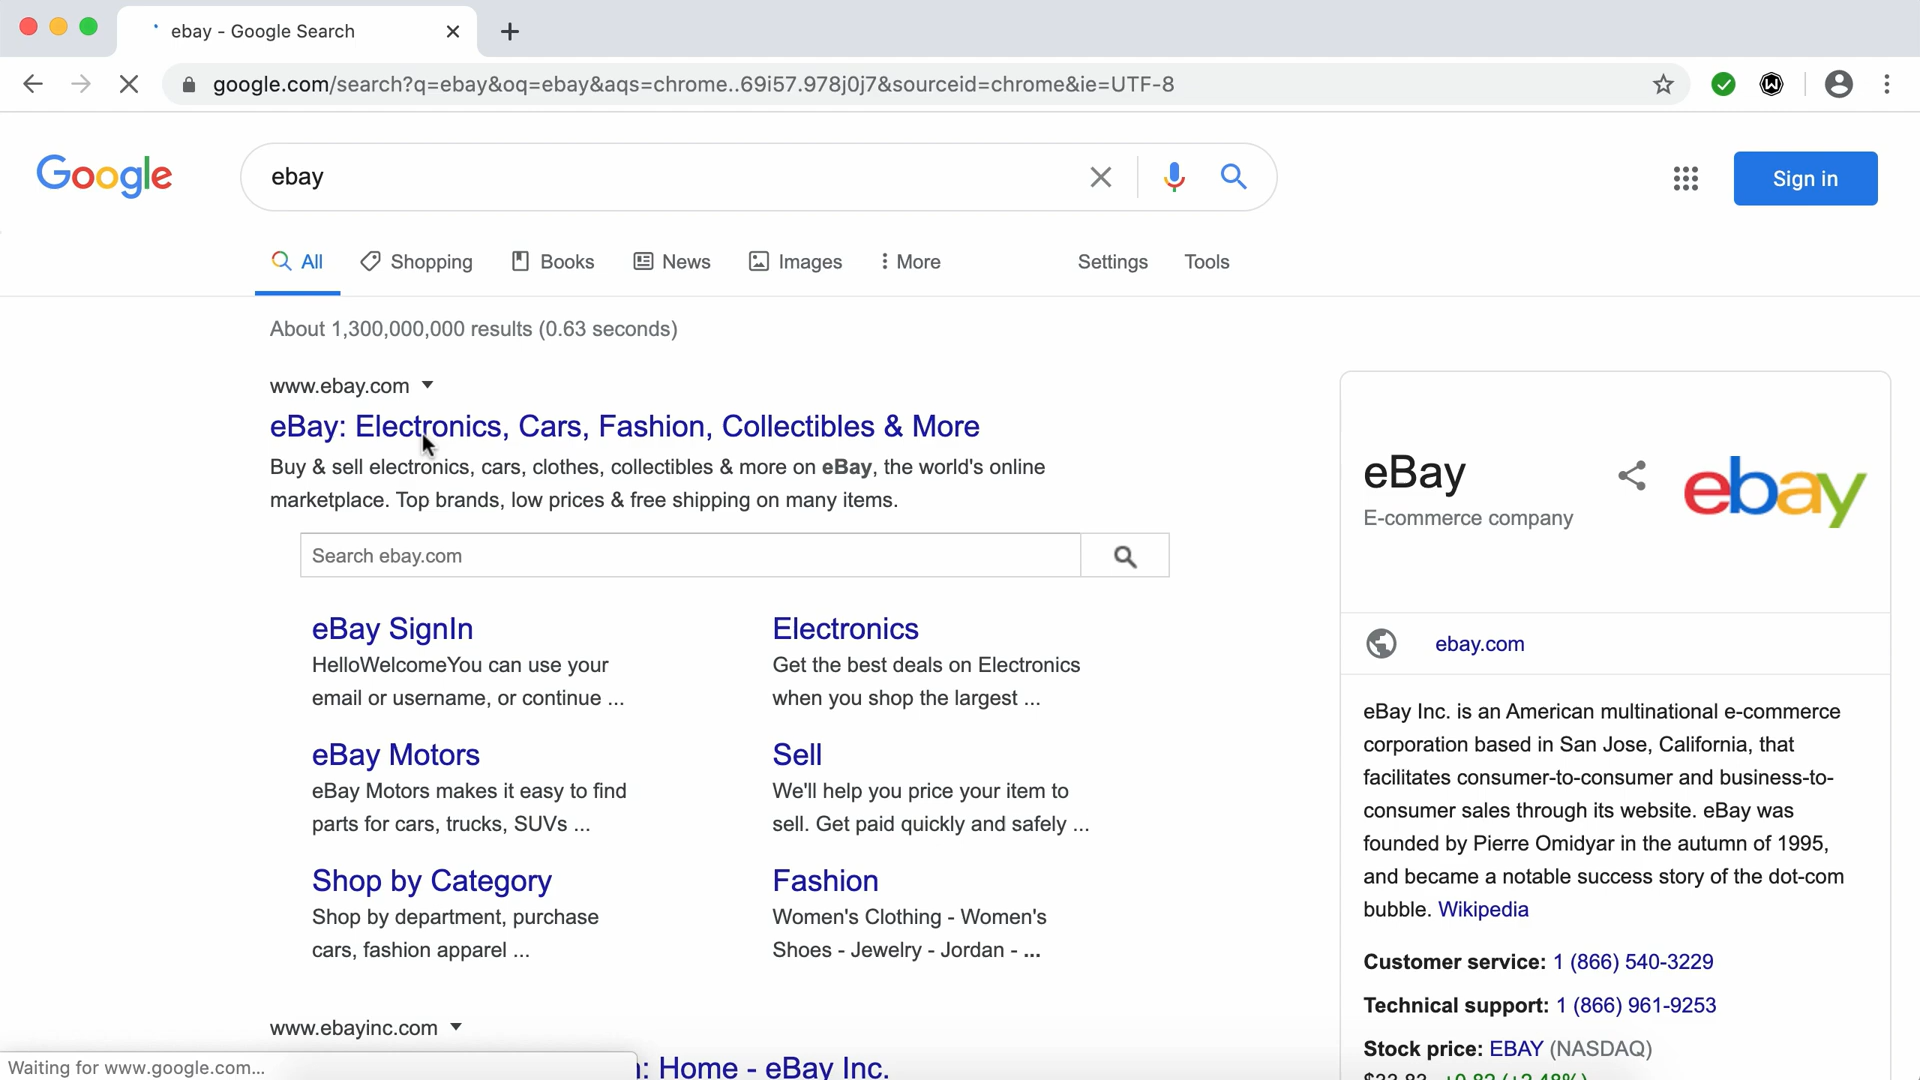 ebay - Google Search
google.com/search?q=ebay&oq=ebay&aqs=chrome..69i57.978j0j7&sourceid=chrome&ie=UTF-8
Google
ebay
Sign in
All
Shopping
Books
News
Images
More
Settings
Tools
About 1,300,000,000 results (0.63 seconds)
www.ebay.com
eBay: Electronics, Cars, Fashion, Collectibles & More
Buy & sell electronics, cars, clothes, collectibles & more on eBay, the world's online
marketplace. Top brands, low prices & free shipping on many items.
Search ebay.com
eBay SignIn
HelloWelcomeYou can use your
email or username, or continue ...
Electronics
Get the best deals on Electronics
when you shop the largest ...
eBay Motors
eBay Motors makes it easy to find
parts for cars, trucks, SUVs ...
Sell
We'll help you price your item to
sell. Get paid quickly and safely ...
Shop by Category
Shop by department, purchase
cars, fashion apparel ...
Fashion
Women's Clothing - Women's
Shoes - Jewelry - Jordan - ...
www.ebayinc.com
: Home - eBay Inc.
Waiting for www.google.com...
eBay
E-commerce company
ebay
ebay.com
eBay Inc. is an American multinational e-commerce
corporation based in San Jose, California, that
facilitates consumer-to-consumer and business-to-
consumer sales through its website. eBay was
founded by Pierre Omidyar in the autumn of 1995,
and became a notable success story of the dot-com
bubble. Wikipedia
Customer service: 1 (866) 540-3229
Technical support: 1 (866) 961-9253
Stock price: EBAY (NASDAQ)